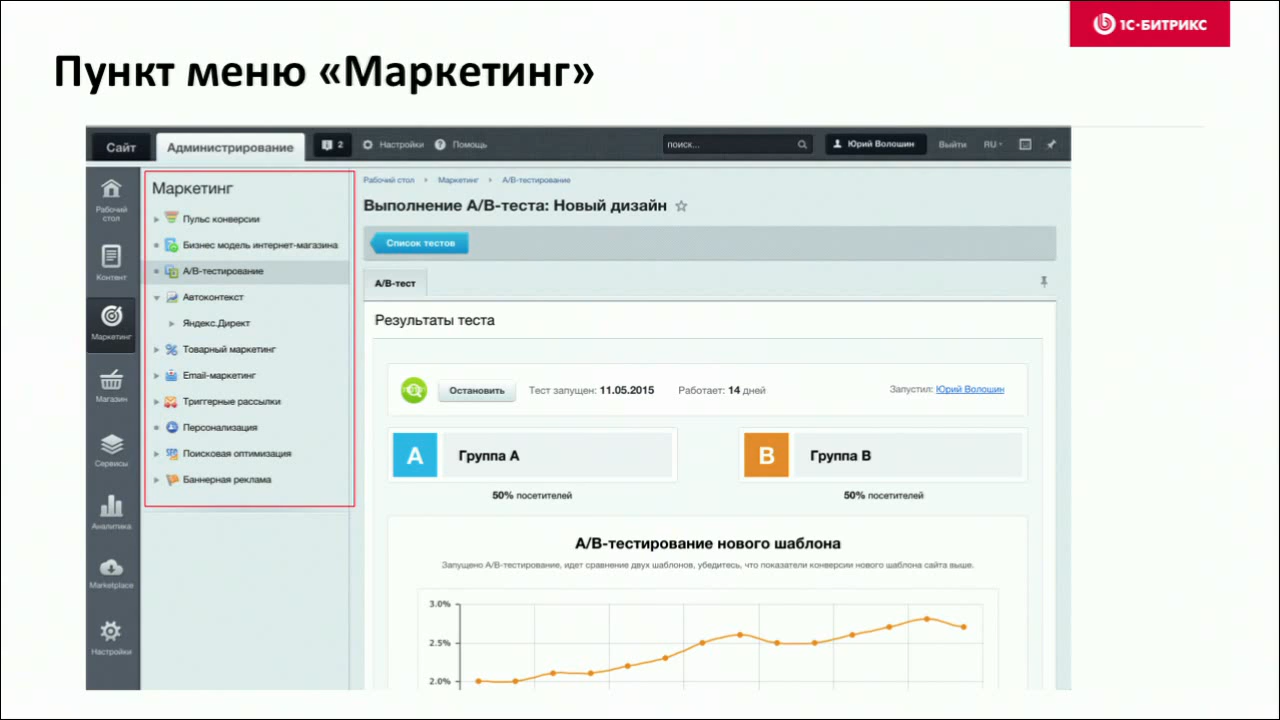 1С-БИТРИКС
Пункт меню «Маркетинг»
Сайт
Администрирование
2
Настройки
Помощь
поиск...
Юрий Волошин
Выйти
RU
Рабочий стол
Контент
Маркетинг
Магазин
Сервисы
Аналитика
Marketplace
Настройки
Маркетинг
Пульс конверсии
Бизнес модель интернет-магазина
A/B-тестирование
Автоконтекст
Яндекс.Директ
Товарный маркетинг
Email-маркетинг
Триггерные рассылки
Персонализация
Поисковая оптимизация
Баннерная реклама
Рабочий стол Маркетинг A/B-тестирование
Выполнение A/B-теста: Новый дизайн
Список тестов
A/B-тест
Результаты теста
Остановить
Тест запущен: 11.05.2015
Работает: 14 дней
Запустил: Юрий Волошин
A Группа A
B Группа B
50% посетителей
50% посетителей
A/B-тестирование нового шаблона
Запущено A/B-тестирование, идет сравнение двух шаблонов, убедитесь, что показатели конверсии нового шаблона сайта выше.
3.0%
2.5%
2.0%